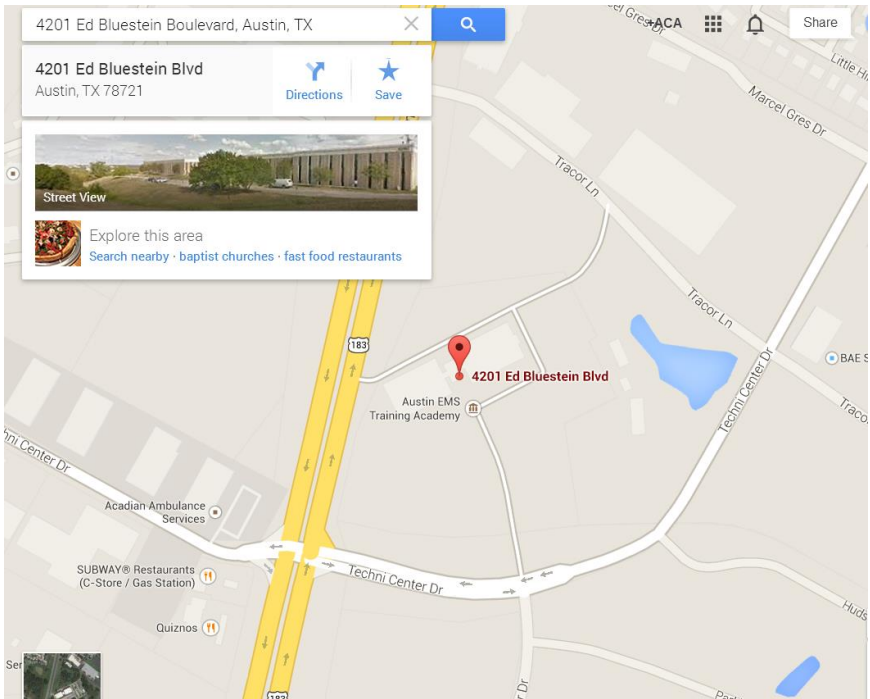 4201 Ed Bluestein Boulevard, Austin, TX
+ACA
Share
4201 Ed Bluestein Blvd
Austin, TX 78721
Directions
Save
Street View
Explore this area
Search nearby · baptist churches · fast food restaurants
Marcel Gres Dr
Tracor Ln
183
4201 Ed Bluestein Blvd
Austin EMS
Training Academy
Tracor Ln
BAE S
Techni Center Dr
Acadian Ambulance
Services
SUBWAY® Restaurants
(C-Store / Gas Station)
Techni Center Dr
Quiznos
183